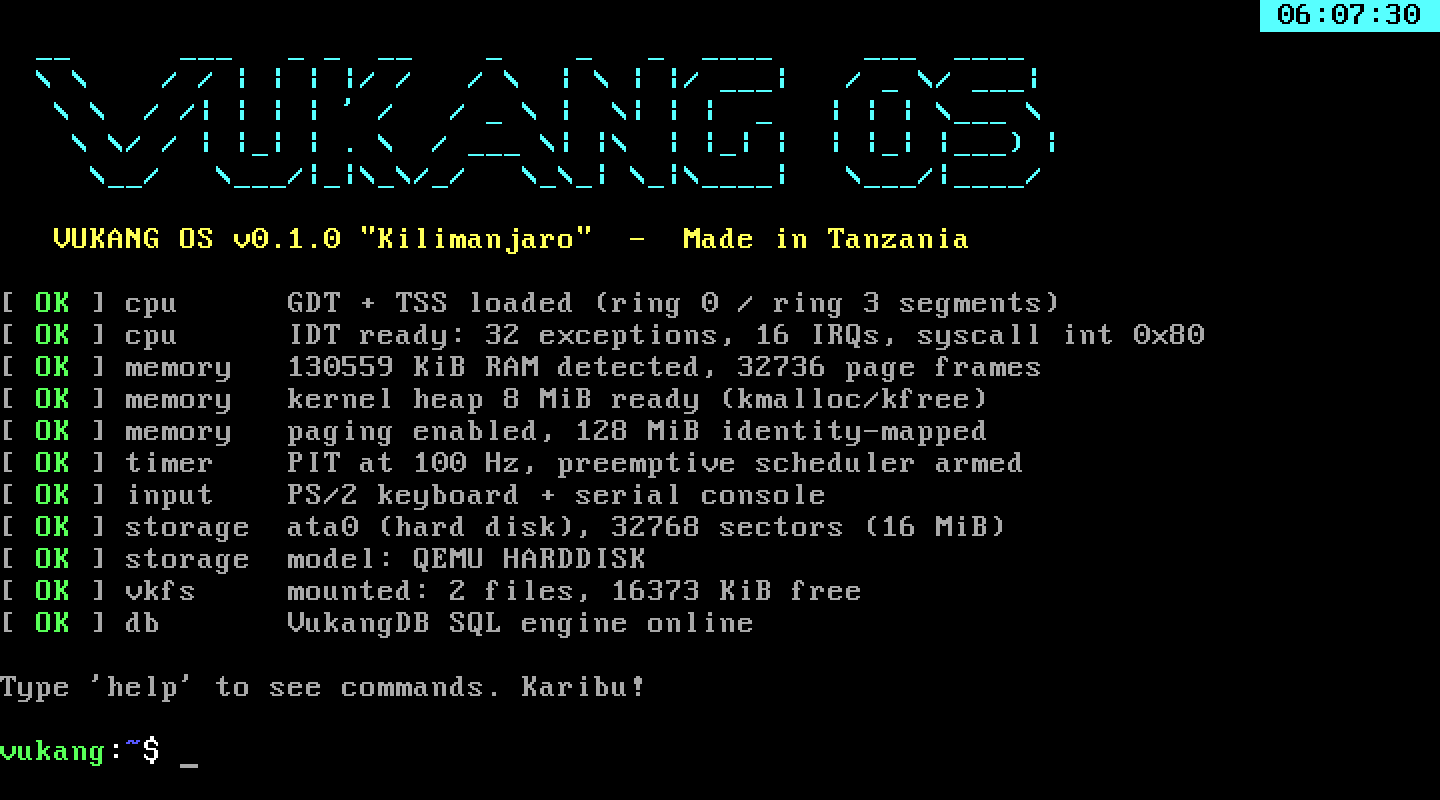 06:07:30
VUKANG OS
VUKANG OS v0.1.0 "Kilimanjaro" - Made in Tanzania
[ OK ] cpu GDT + TSS loaded (ring 0 / ring 3 segments)
[ OK ] cpu IDT ready: 32 exceptions, 16 IRQs, syscall int 0x80
[ OK ] memory 130559 KiB RAM detected, 32736 page frames
[ OK ] memory kernel heap 8 MiB ready (kmalloc/kfree)
[ OK ] memory paging enabled, 128 MiB identity-mapped
[ OK ] timer PIT at 100 Hz, preemptive scheduler armed
[ OK ] input PS/2 keyboard + serial console
[ OK ] storage ata0 (hard disk), 32768 sectors (16 MiB)
[ OK ] storage model: QEMU HARDDISK
[ OK ] vkfs mounted: 2 files, 16373 KiB free
[ OK ] db VukangDB SQL engine online
Type 'help' to see commands. Karibu!
vukang:~$ _